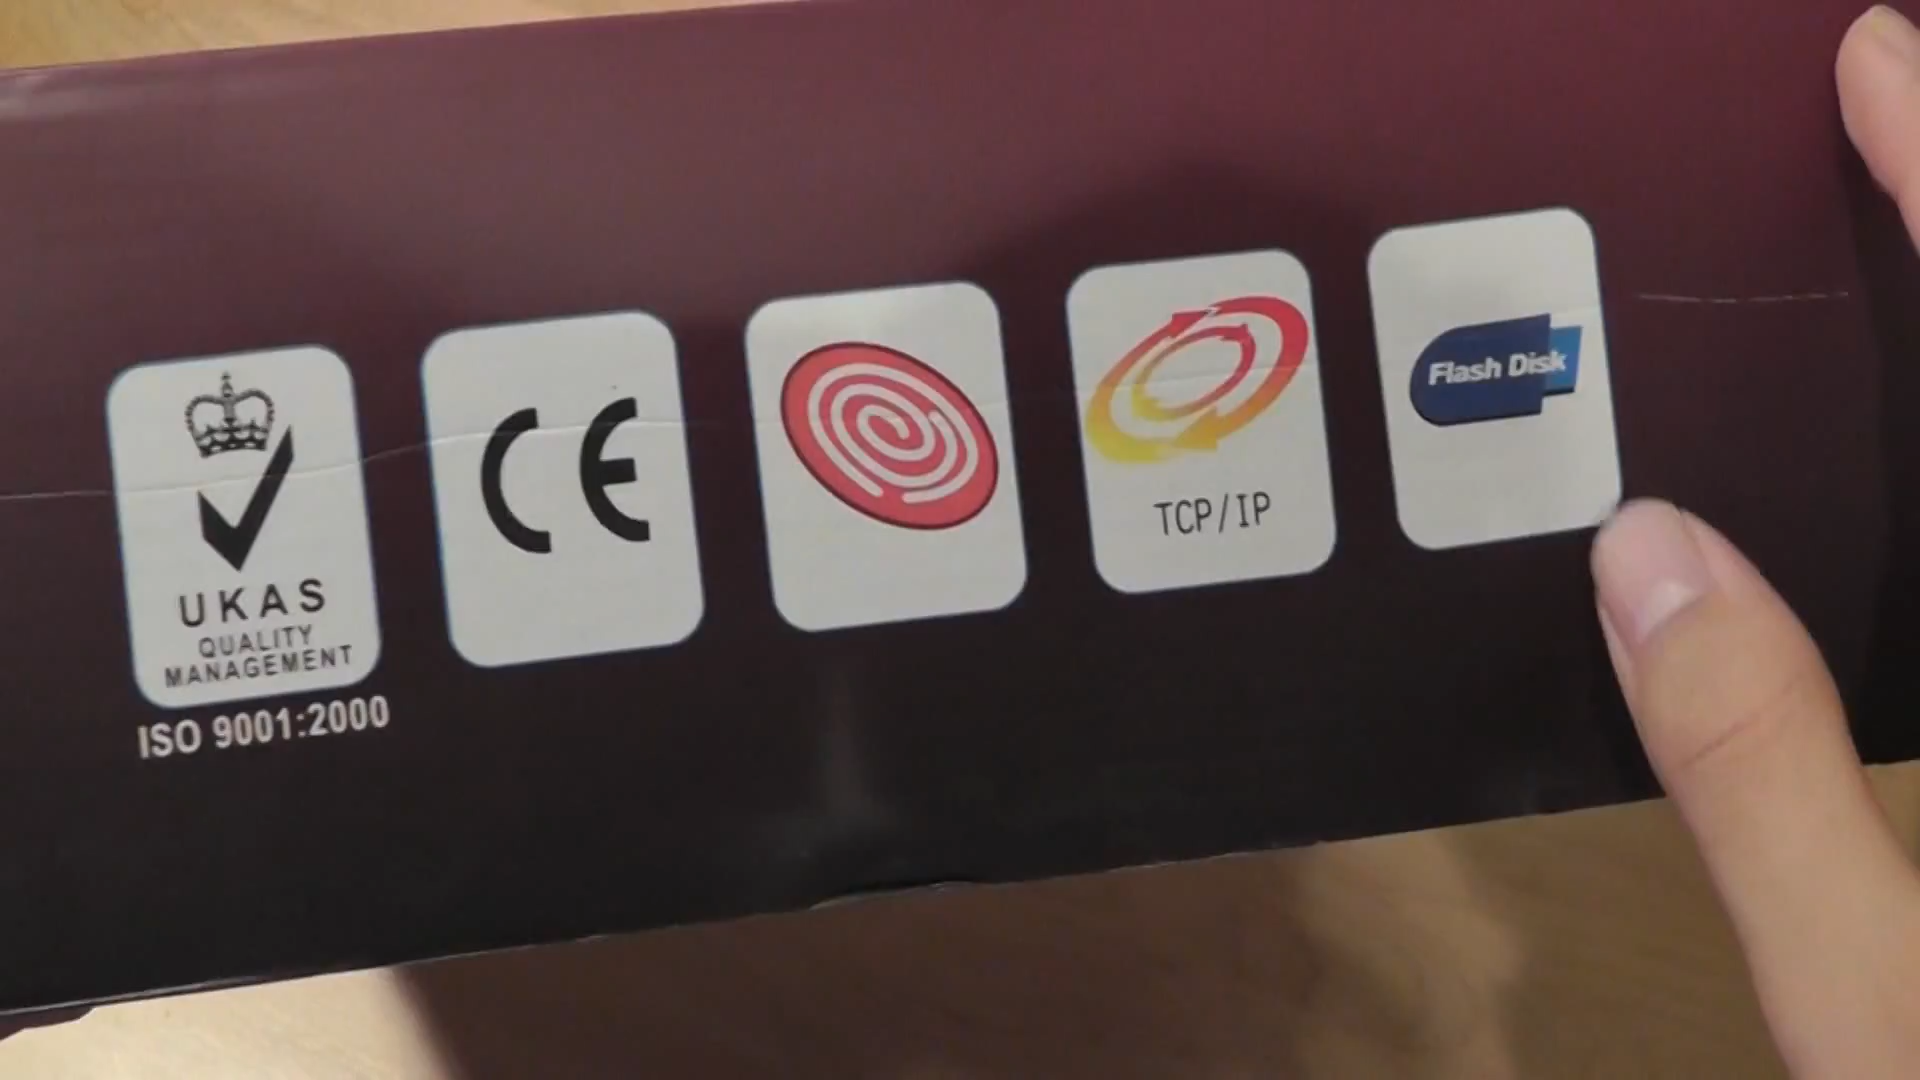 UKAS
QUALITY
MANAGEMENT
ISO 9001:2000
CE
TCP/IP
Flash Disk